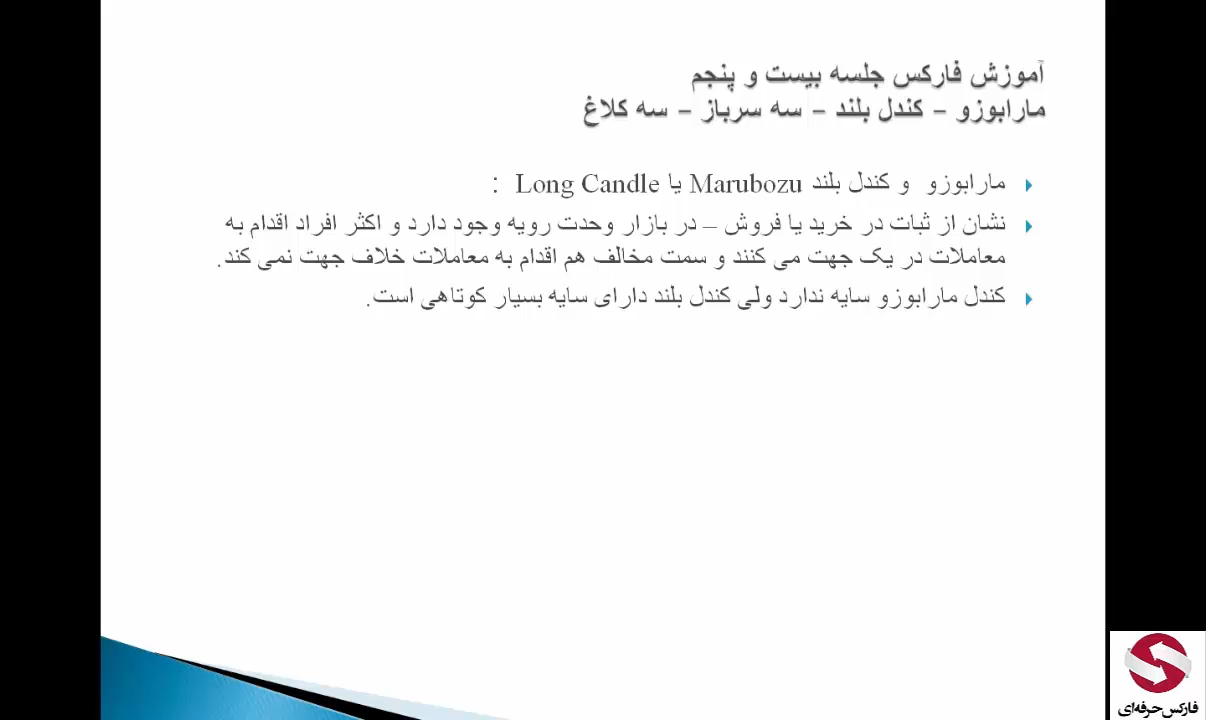 آموزش فارکس جلسه بیست و پنجم
مارابوزو – کندل بلند – سه سرباز – سه کلاغ
مارابوزو و کندل بلند Marubozu یا Long Candle :
نشان از ثبات در خرید یا فروش – در بازار وحدت رویه وجود دارد و اکثر افراد اقدام به
معاملات در یک جهت می کنند و سمت مخالف هم اقدام به معاملات خلاف جهت نمی کند.
کندل مارابوزو سایه ندارد ولی کندل بلند دارای سایه بسیار کوتاهی است.
فارکس حرفه‌ای